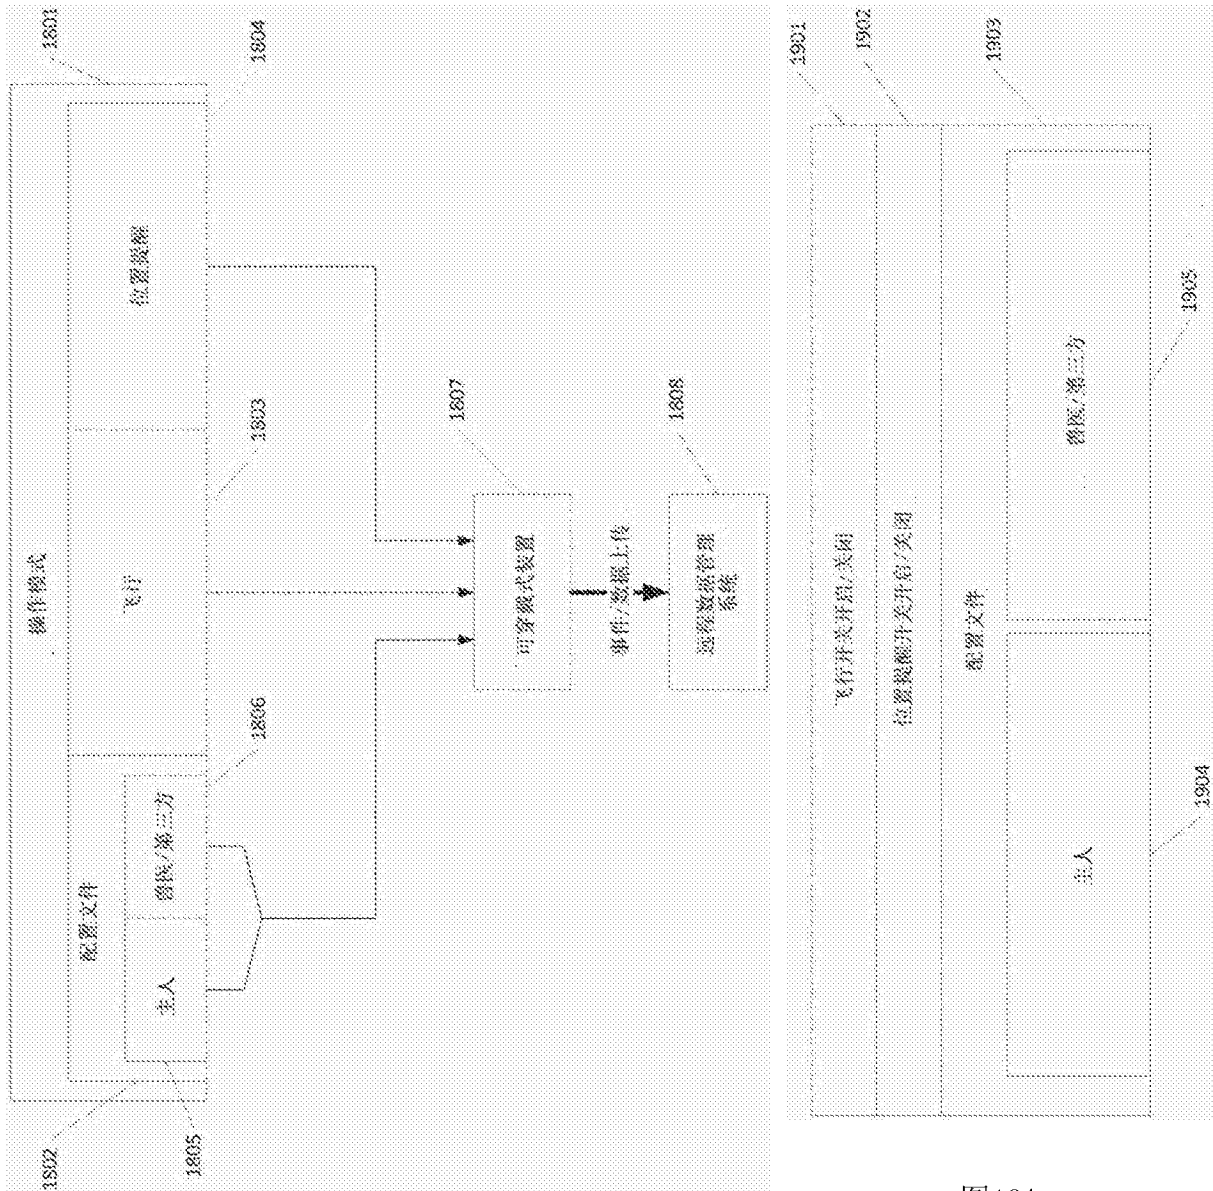 1801
1804
操作模式
配置文件
主人
兽医/第三方
飞行
位置提醒
1802
1805
1806
1803
可穿戴式装置
1807
事件/数据上传
远程数据管理
系统
1808
1901
飞行开关开启/关闭
1902
位置提醒开关开启/关闭
1903
配置文件
主人
兽医/第三方
1904
1905